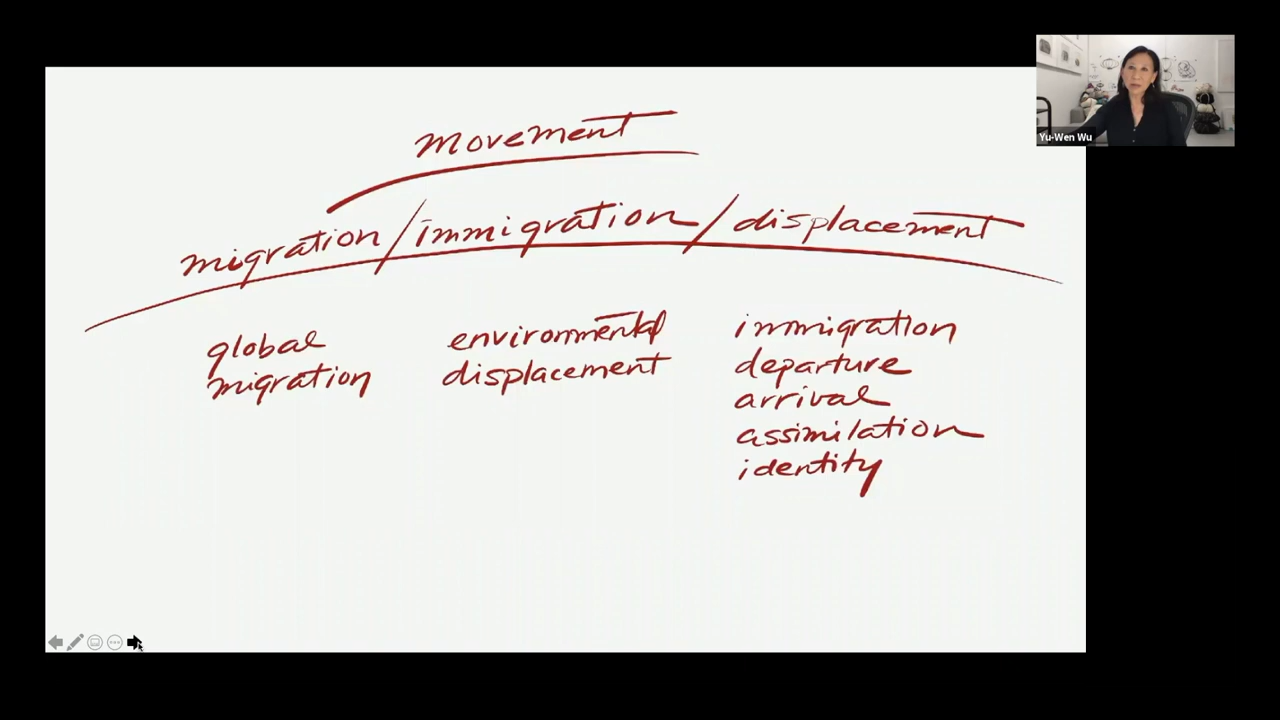 Yu-Wen Wu
movement
migration/immigration/displacement
global
migration
environmental
displacement
immigration
departure
arrival
assimilation
identity